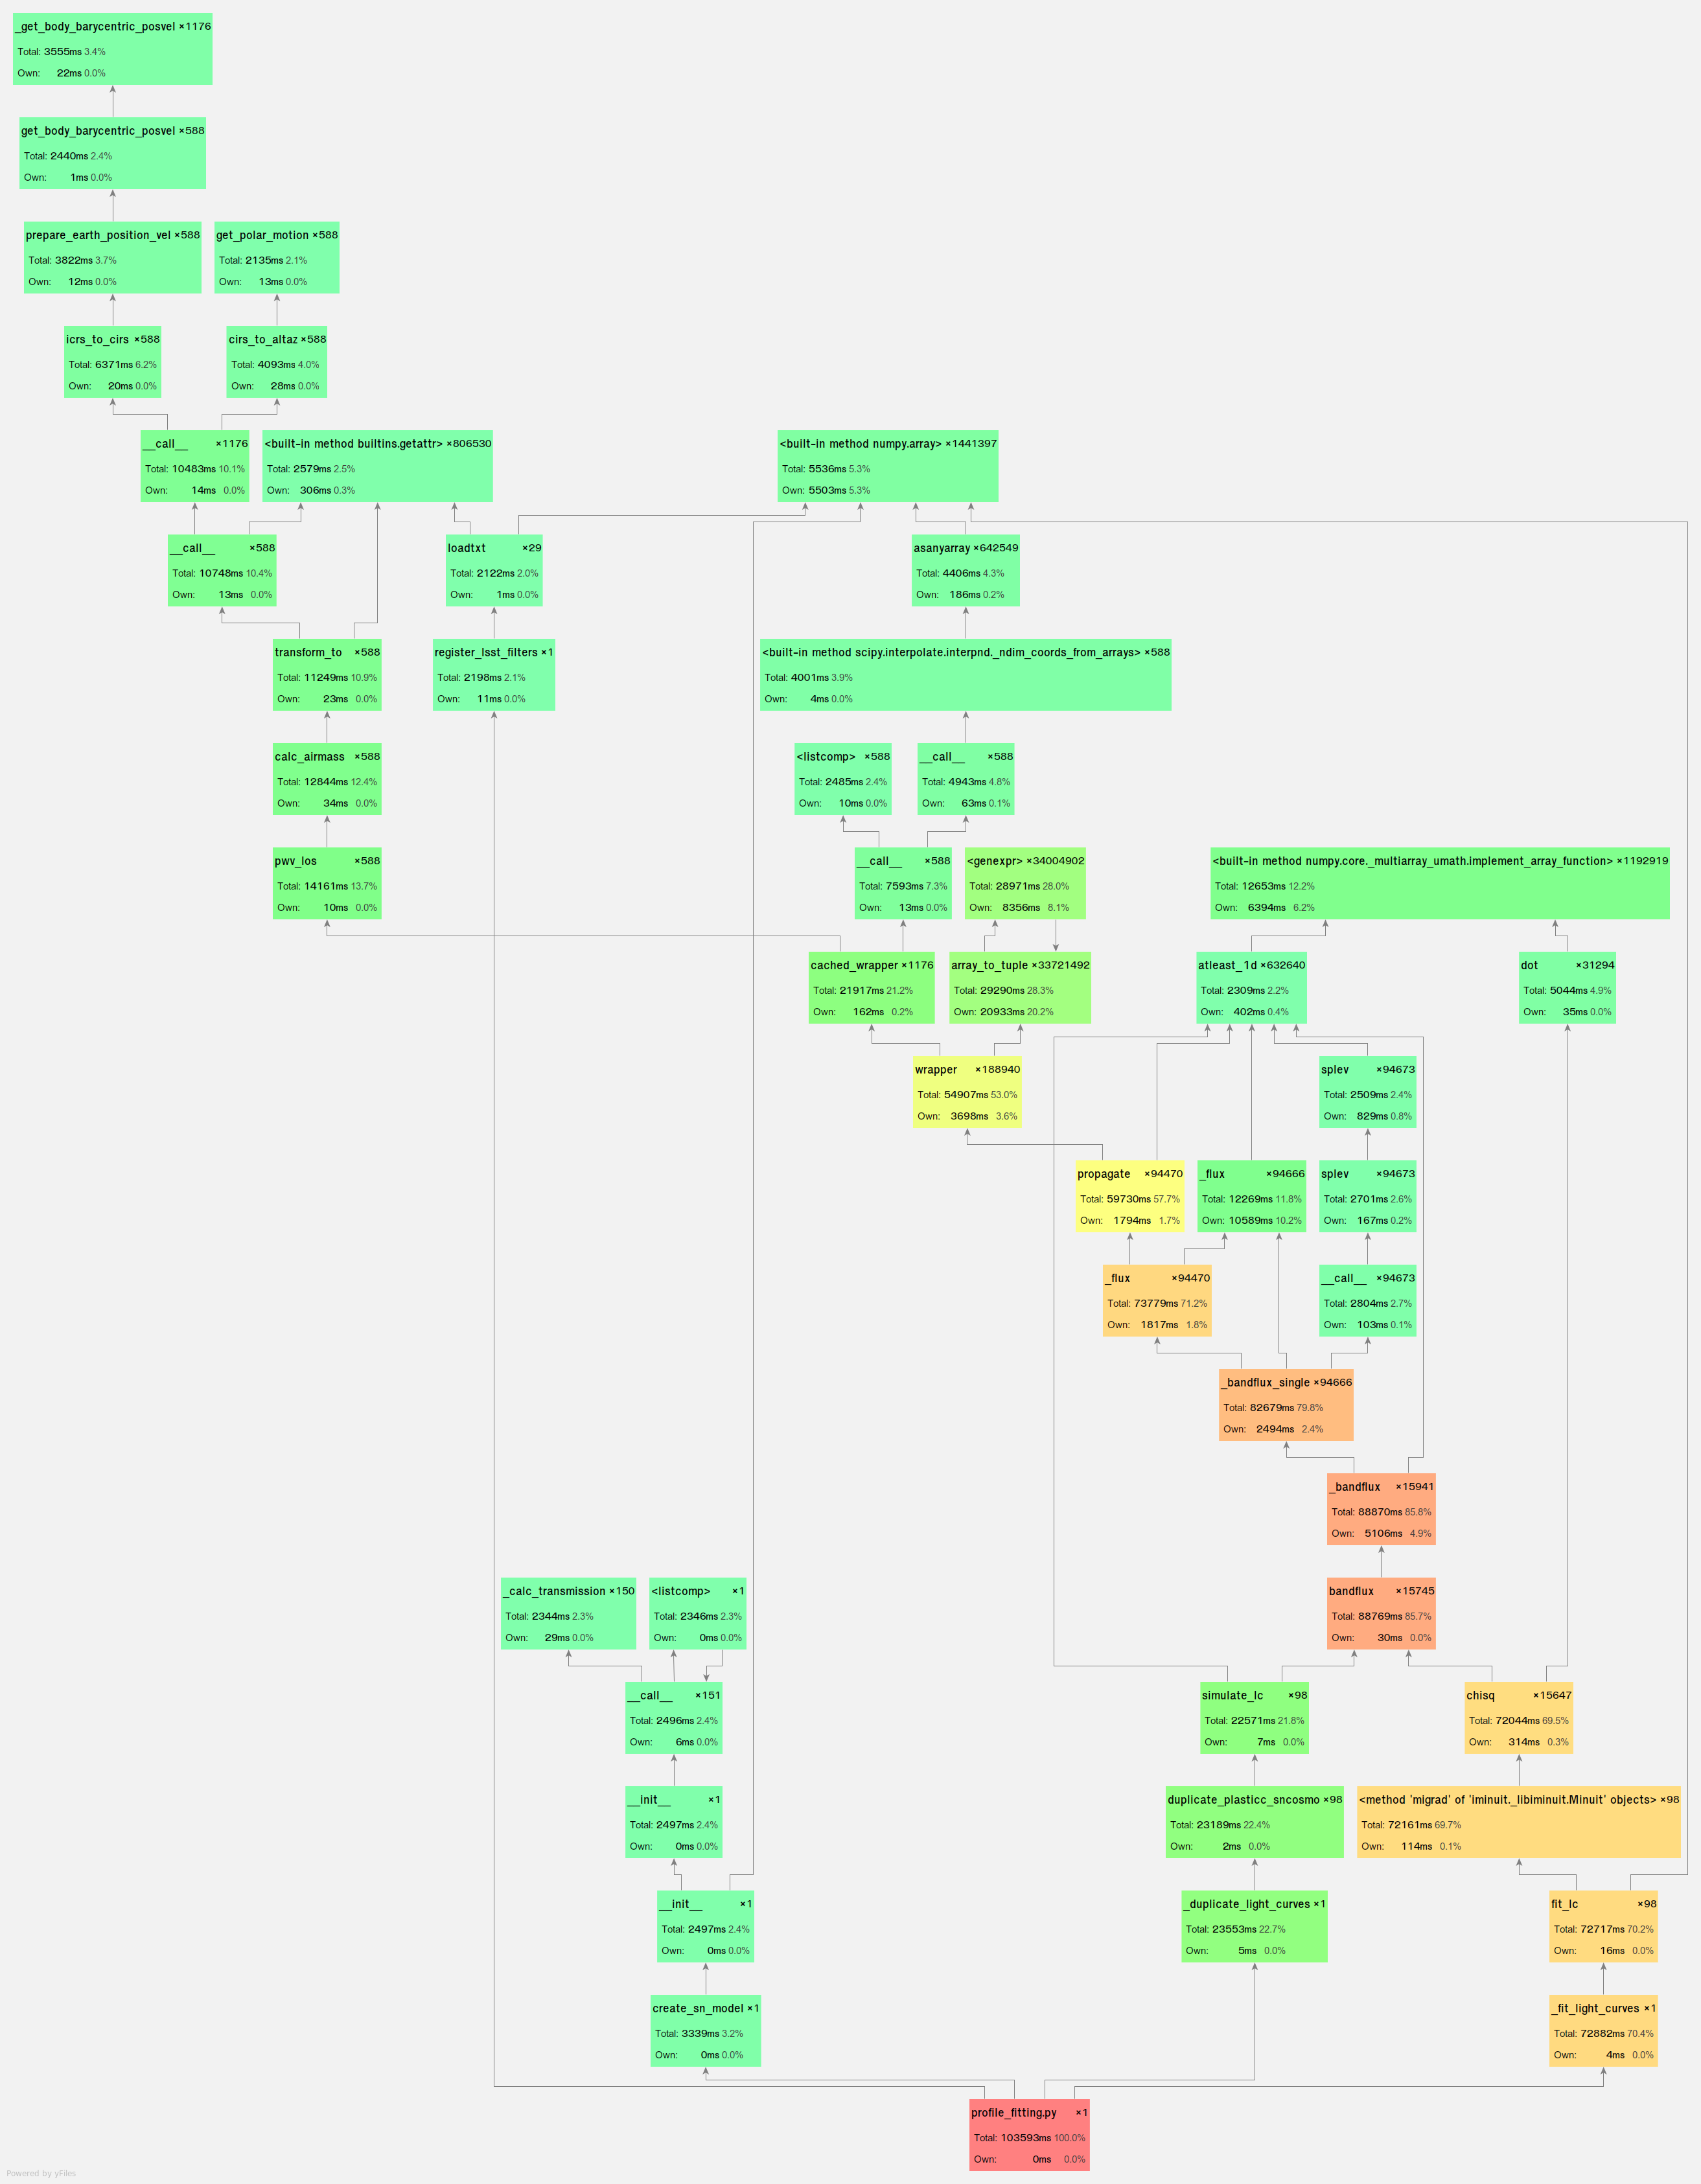 _get_body_barycentric_posvel ×1176
Total: 3555ms 3.4%
Own: 22ms 0.0%
get_body_barycentric_posvel ×588
Total: 2440ms 2.4%
Own: 1ms 0.0%
prepare_earth_position_vel ×588
Total: 3822ms 3.7%
Own: 12ms 0.0%
get_polar_motion ×588
Total: 2135ms 2.1%
Own: 13ms 0.0%
icrs_to_cirs ×588
Total: 6371ms 6.2%
Own: 20ms 0.0%
cirs_to_altaz ×588
Total: 4093ms 4.0%
Own: 28ms 0.0%
__call__ ×1176
Total: 10483ms 10.1%
Own: 14ms 0.0%
<built-in method builtins.getattr> ×806530
Total: 2579ms 2.5%
Own: 306ms 0.3%
<built-in method numpy.array> ×1441397
Total: 5536ms 5.3%
Own: 5503ms 5.3%
__call__ ×588
Total: 10748ms 10.4%
Own: 13ms 0.0%
loadtxt ×29
Total: 2122ms 2.0%
Own: 1ms 0.0%
asanyarray ×642549
Total: 4406ms 4.3%
Own: 186ms 0.2%
transform_to ×588
Total: 11249ms 10.9%
Own: 23ms 0.0%
register_lsst_filters ×1
Total: 2198ms 2.1%
Own: 11ms 0.0%
<built-in method scipy.interpolate.interpnd._ndim_coords_from_arrays> ×588
Total: 4001ms 3.9%
Own: 4ms 0.0%
calc_airmass ×588
Total: 12844ms 12.4%
Own: 34ms 0.0%
<listcomp> ×588
Total: 2485ms 2.4%
Own: 10ms 0.0%
__call__ ×588
Total: 4943ms 4.8%
Own: 63ms 0.1%
pwv_los ×588
Total: 14161ms 13.7%
Own: 10ms 0.0%
__call__ ×588
Total: 7593ms 7.3%
Own: 13ms 0.0%
<genexpr> ×34004902
Total: 28971ms 28.0%
Own: 8356ms 8.1%
<built-in method numpy.core._multiarray_umath.implement_array_function> ×1192919
Total: 12653ms 12.2%
Own: 6394ms 6.2%
cached_wrapper ×1176
Total: 21917ms 21.2%
Own: 162ms 0.2%
array_to_tuple ×33721492
Total: 29290ms 28.3%
Own: 20933ms 20.2%
atleast_1d ×632640
Total: 2309ms 2.2%
Own: 402ms 0.4%
dot ×31294
Total: 5044ms 4.9%
Own: 35ms 0.0%
wrapper ×188940
Total: 54907ms 53.0%
Own: 3698ms 3.6%
splev ×94673
Total: 2509ms 2.4%
Own: 829ms 0.8%
propagate ×94470
Total: 59730ms 57.7%
Own: 1794ms 1.7%
_flux ×94666
Total: 12269ms 11.8%
Own: 10589ms 10.2%
splev ×94673
Total: 2701ms 2.6%
Own: 167ms 0.2%
_flux ×94470
Total: 73779ms 71.2%
Own: 1817ms 1.8%
__call__ ×94673
Total: 2804ms 2.7%
Own: 103ms 0.1%
_bandflux_single ×94666
Total: 82679ms 79.8%
Own: 2494ms 2.4%
_bandflux ×15941
Total: 88870ms 85.8%
Own: 5106ms 4.9%
_calc_transmission ×150
Total: 2344ms 2.3%
Own: 29ms 0.0%
<listcomp> ×1
Total: 2346ms 2.3%
Own: 0ms 0.0%
bandflux ×15745
Total: 88769ms 85.7%
Own: 30ms 0.0%
__call__ ×151
Total: 2496ms 2.4%
Own: 6ms 0.0%
simulate_lc ×98
Total: 22571ms 21.8%
Own: 7ms 0.0%
chisq ×15647
Total: 72044ms 69.5%
Own: 314ms 0.3%
__init__ ×1
Total: 2497ms 2.4%
Own: 0ms 0.0%
duplicate_plasticc_sncosmo ×98
Total: 23189ms 22.4%
Own: 2ms 0.0%
<method 'migrad' of 'iminuit._libiminuit.Minuit' objects> ×98
Total: 72161ms 69.7%
Own: 114ms 0.1%
__init__ ×1
Total: 2497ms 2.4%
Own: 0ms 0.0%
_duplicate_light_curves ×1
Total: 23553ms 22.7%
Own: 5ms 0.0%
fit_lc ×98
Total: 72717ms 70.2%
Own: 16ms 0.0%
create_sn_model ×1
Total: 3339ms 3.2%
Own: 0ms 0.0%
_fit_light_curves ×1
Total: 72882ms 70.4%
Own: 4ms 0.0%
profile_fitting.py ×1
Total: 103593ms 100.0%
Own: 0ms 0.0%
Powered by yFiles